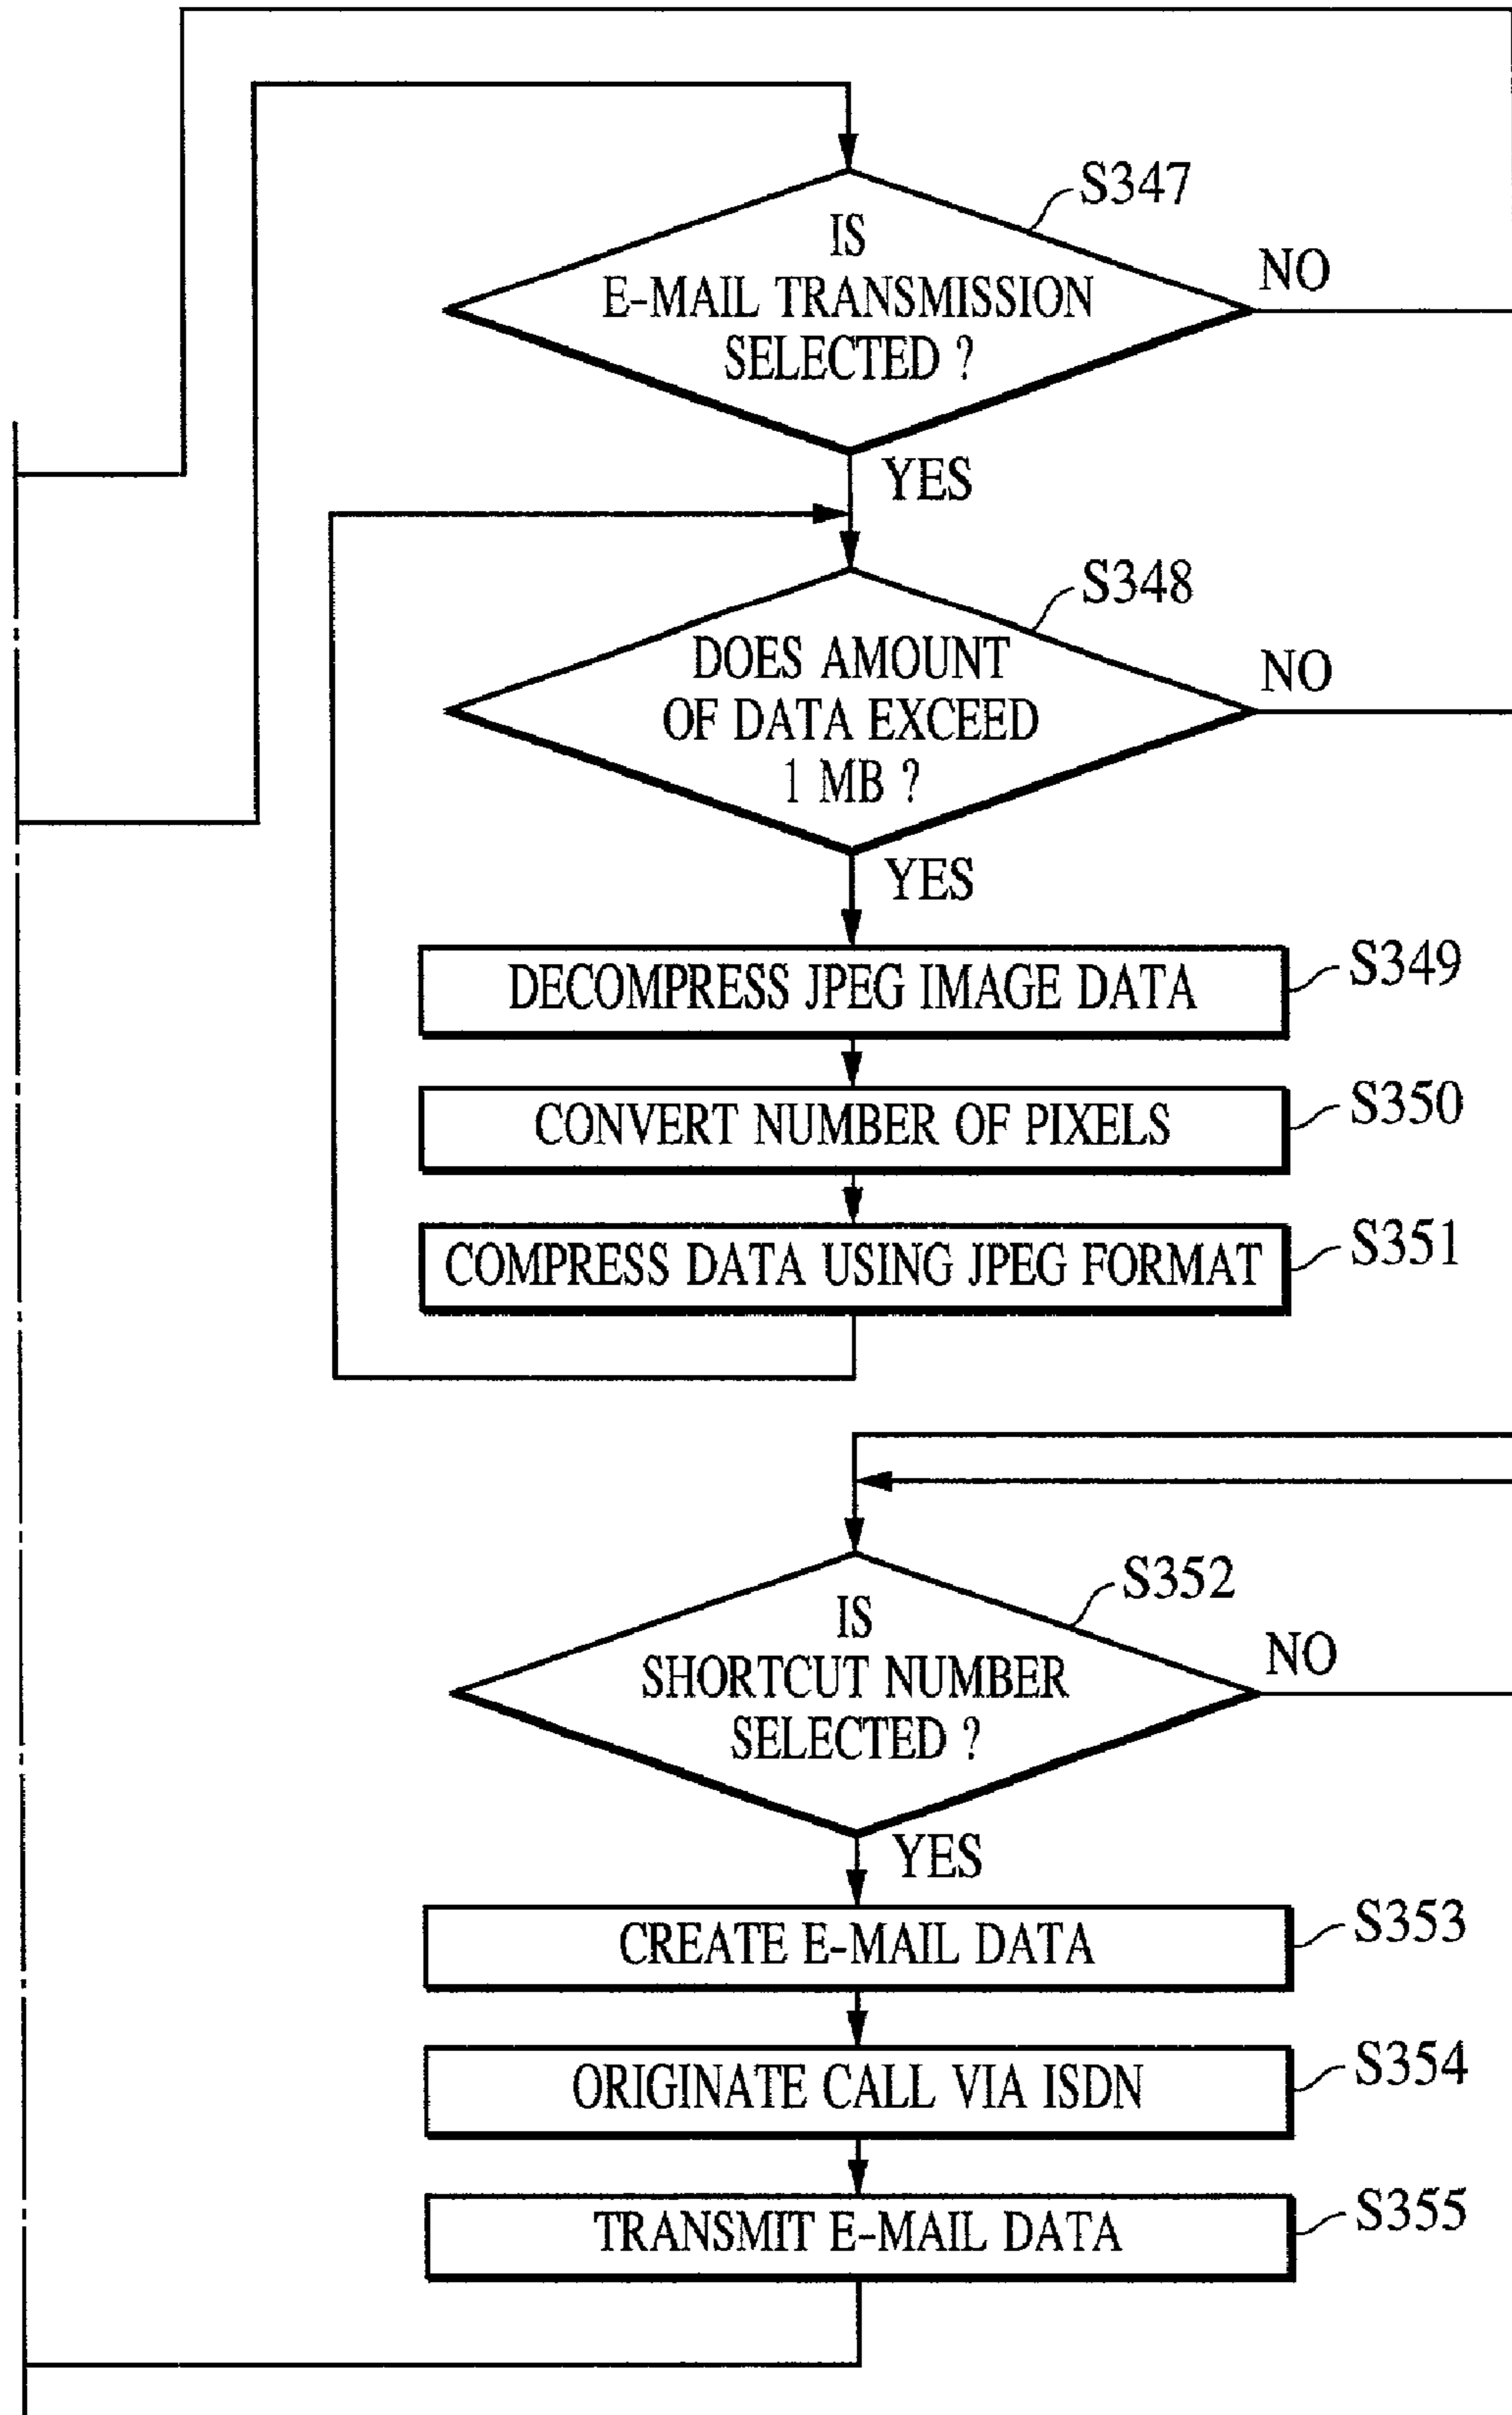 S347
IS
E-MAIL TRANSMISSION
SELECTED ?
NO
YES
S348
DOES AMOUNT
OF DATA EXCEED
1 MB ?
NO
YES
DECOMPRESS JPEG IMAGE DATA
S349
CONVERT NUMBER OF PIXELS
S350
COMPRESS DATA USING JPEG FORMAT
S351
S352
IS
SHORTCUT NUMBER
SELECTED ?
NO
YES
CREATE E-MAIL DATA
S353
ORIGINATE CALL VIA ISDN
S354
TRANSMIT E-MAIL DATA
S355